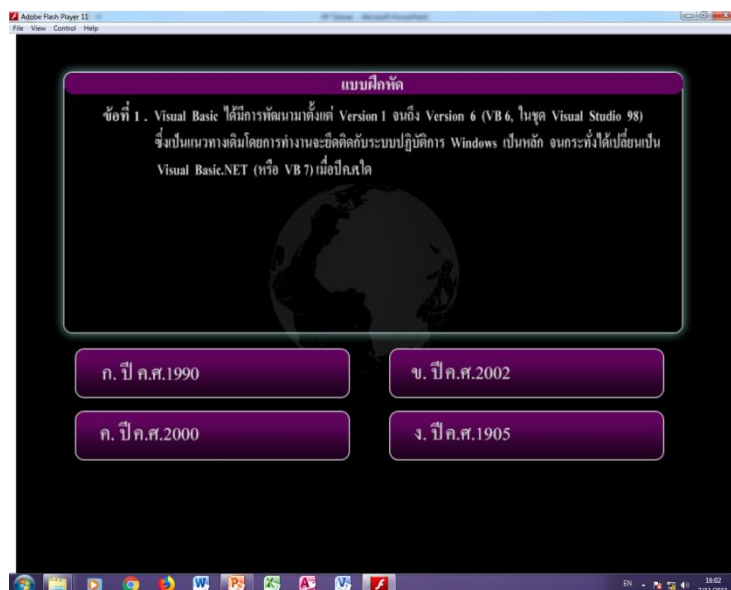 Adobe Flash Player 11
File View Control Help
แบบฝึกหัด
ข้อที่ 1 . Visual Basic ได้มีการพัฒนามาตั้งแต่ Version 1 จนถึง Version 6 (VB 6, ในชุด Visual Studio 98)
ซึ่งเป็นแนวทางเดิมโดยการทำงานจะยึดติดกับระบบปฏิบัติการ Windows เป็นหลัก จนกระทั่งได้เปลี่ยนเป็น
Visual Basic.NET (หรือ VB 7) เมื่อปีค.ศ.ใด
ก. ปี ค.ศ.1990
ข. ปี ค.ศ.2002
ค. ปี ค.ศ.2000
ง. ปี ค.ศ.1905
EN
16:02